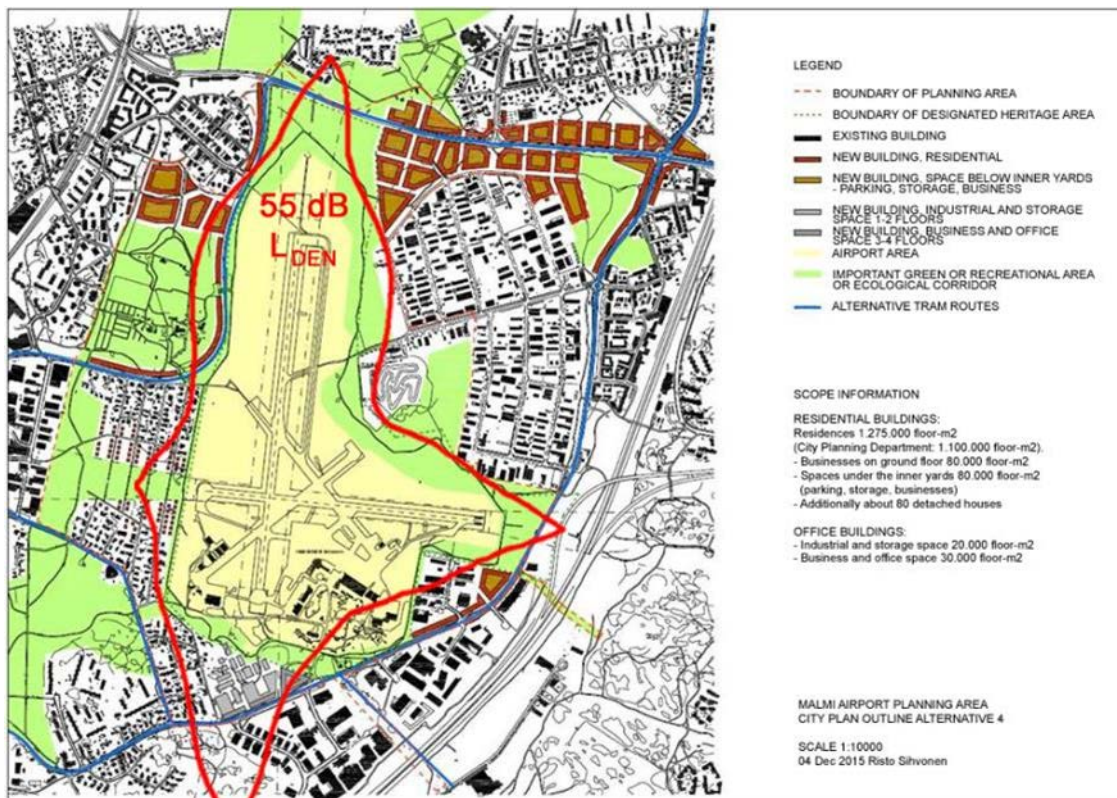 55 dB
LDEN
LEGEND
BOUNDARY OF PLANNING AREA
BOUNDARY OF DESIGNATED HERITAGE AREA
EXISTING BUILDING
NEW BUILDING, RESIDENTIAL
NEW BUILDING, SPACE BELOW INNER YARDS
- PARKING, STORAGE, BUSINESS
NEW BUILDING, INDUSTRIAL AND STORAGE
SPACE 1-2 FLOORS
NEW BUILDING, BUSINESS AND OFFICE
SPACE 3-4 FLOORS
AIRPORT AREA
IMPORTANT GREEN OR RECREATIONAL AREA
OR ECOLOGICAL CORRIDOR
ALTERNATIVE TRAM ROUTES
SCOPE INFORMATION
RESIDENTIAL BUILDINGS:
Residences 1.275.000 floor-m2
(City Planning Department: 1.100.000 floor-m2).
- Businesses on ground floor 80.000 floor-m2
- Spaces under the inner yards 80.000 floor-m2
(parking, storage, businesses)
- Additionally about 80 detached houses
OFFICE BUILDINGS:
- Industrial and storage space 20.000 floor-m2
- Business and office space 30.000 floor-m2
MALMI AIRPORT PLANNING AREA
CITY PLAN OUTLINE ALTERNATIVE 4
SCALE 1:10000
04 Dec 2015 Risto Sihvonen